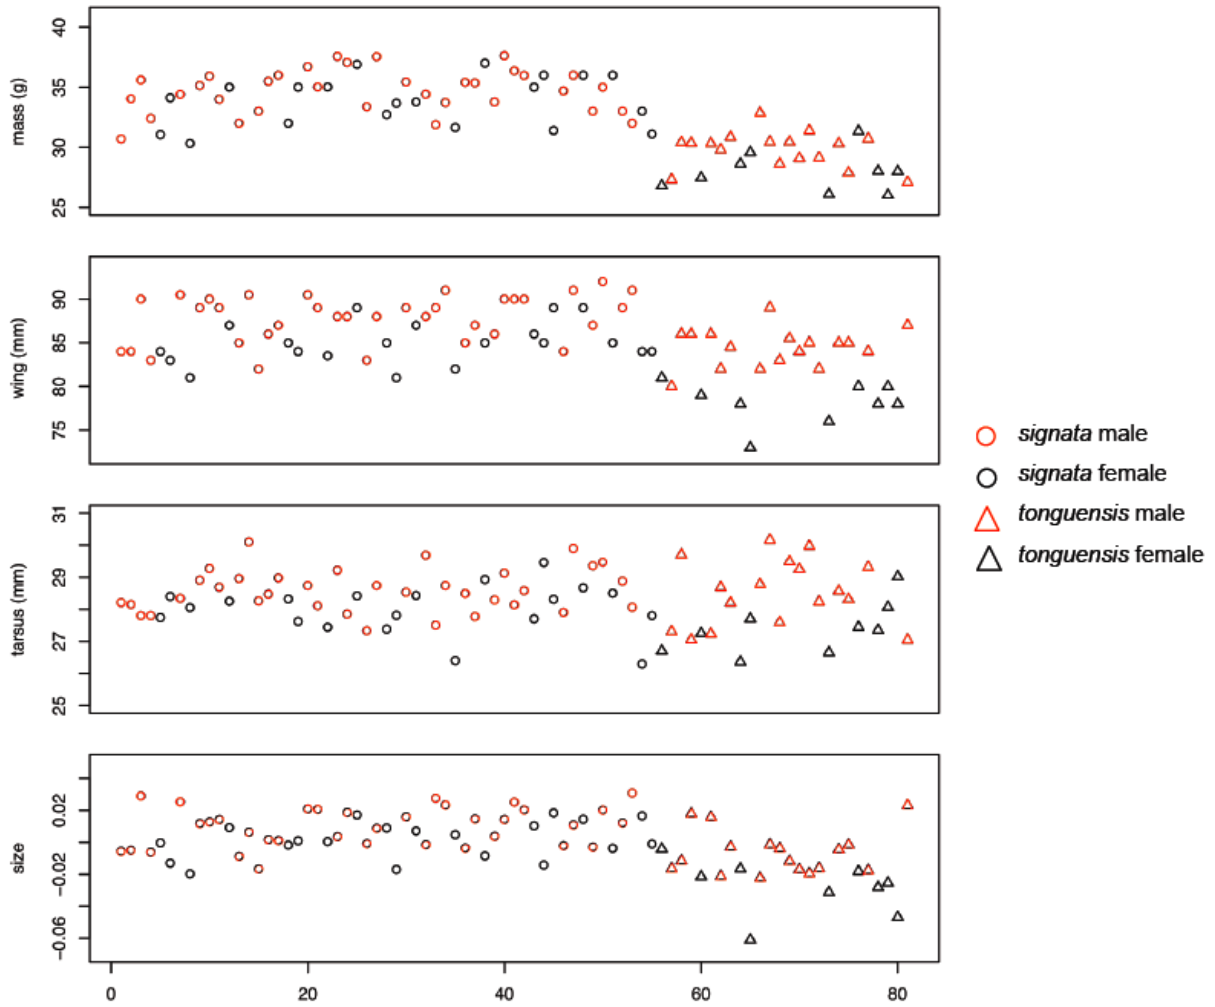 mass (g)
40
35
30
25
wing (mm)
90
85
80
75
tarsus (mm)
31
29
27
25
size
0.02
-0.02
-0.06
0 20 40 60 80
signata male
signata female
tonguensis male
tonguensis female